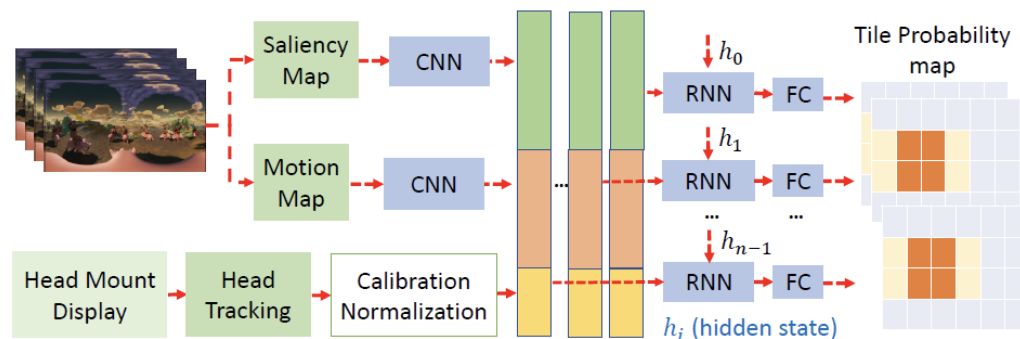 Saliency
Map
CNN
Motion
Map
CNN
Head Mount
Display
Head
Tracking
Calibration
Normalization
...
h₀
RNN
FC
h₁
RNN
FC
...
...
hₙ₋₁
RNN
FC
hᵢ (hidden state)
Tile Probability
map